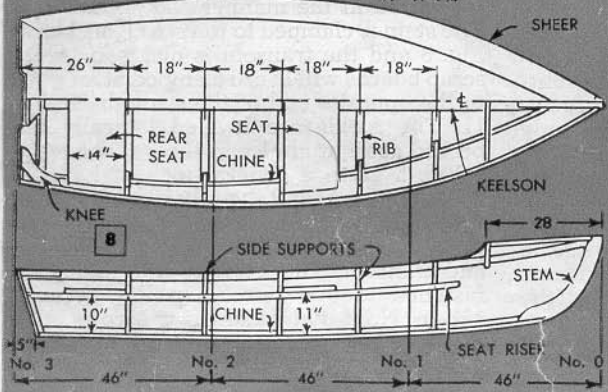 SHEER
26" 18" 18" 18" 18"
℄
REAR SEAT
SEAT
RIB
14"
CHINE
KEELSON
KNEE
8
SIDE SUPPORTS
28
STEM
10" CHINE 11"
SEAT RISER
5"
No. 3 No. 2 No. 1 No. 0
46" 46" 46"